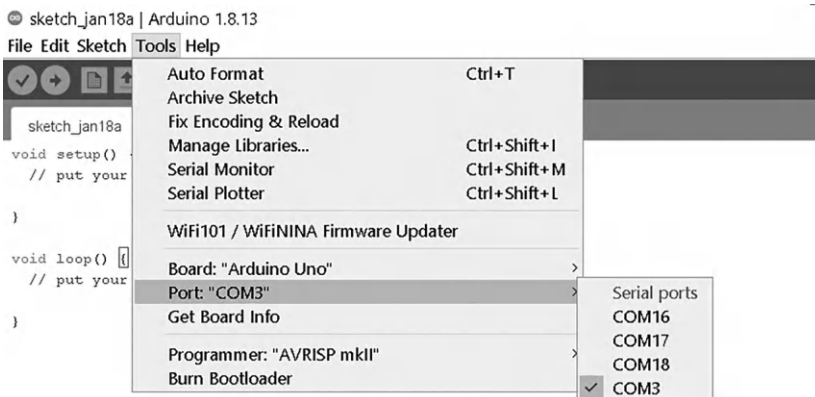 sketch_jan18a | Arduino 1.8.13
File Edit Sketch Tools Help
sketch_jan18a
void setup() {
// put your
}
void loop() {
// put your
}
Auto Format Ctrl+T
Archive Sketch
Fix Encoding & Reload
Manage Libraries... Ctrl+Shift+I
Serial Monitor Ctrl+Shift+M
Serial Plotter Ctrl+Shift+L
WiFi101 / WiFiNINA Firmware Updater
Board: "Arduino Uno"
Port: "COM3"
Get Board Info
Programmer: "AVRISP mkII"
Burn Bootloader
Serial ports
COM16
COM17
COM18
COM3